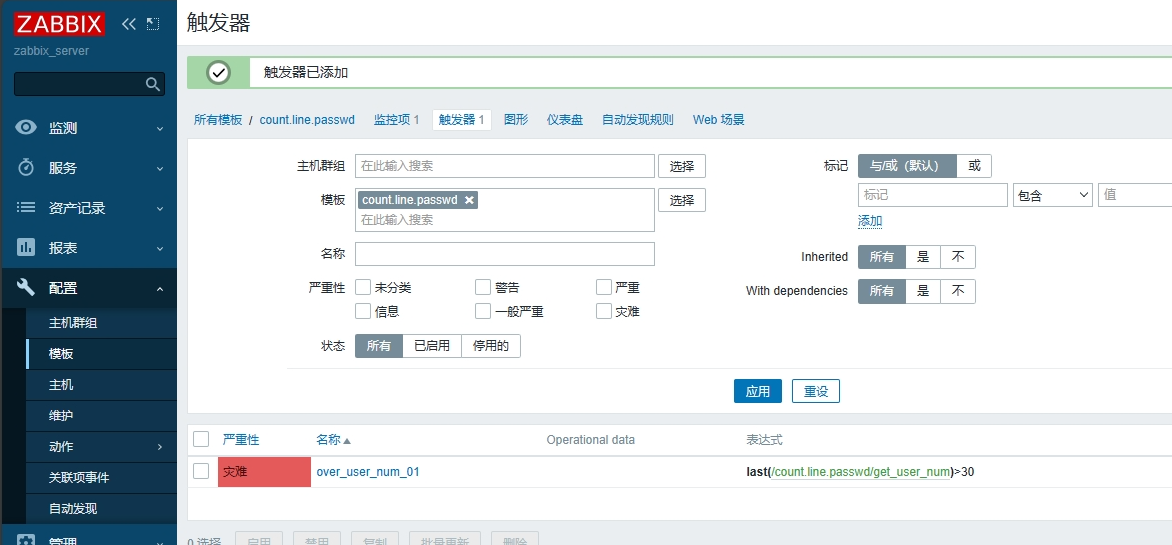 ZABBIX
zabbix_server
监测
服务
资产记录
报表
配置
主机群组
模板
主机
维护
动作
关联项事件
自动发现
管理
触发器
触发器已添加
所有模板 / count.line.passwd 监控项 1 触发器 1 图形 仪表盘 自动发现规则 Web 场景
主机群组 在此输入搜索 选择
模板 count.line.passwd 选择
在此输入搜索
名称
严重性 未分类 警告 严重
信息 一般严重 灾难
状态 所有 已启用 停用的
标记 与/或（默认） 或
标记 包含 值
添加
Inherited 所有 是 不
With dependencies 所有 是 不
应用 重设
严重性 名称 Operational data 表达式
灾难 over_user_num_01 last(/count.line.passwd/get_user_num)>30
0 选择 启用 禁用 复制 批量更新 删除